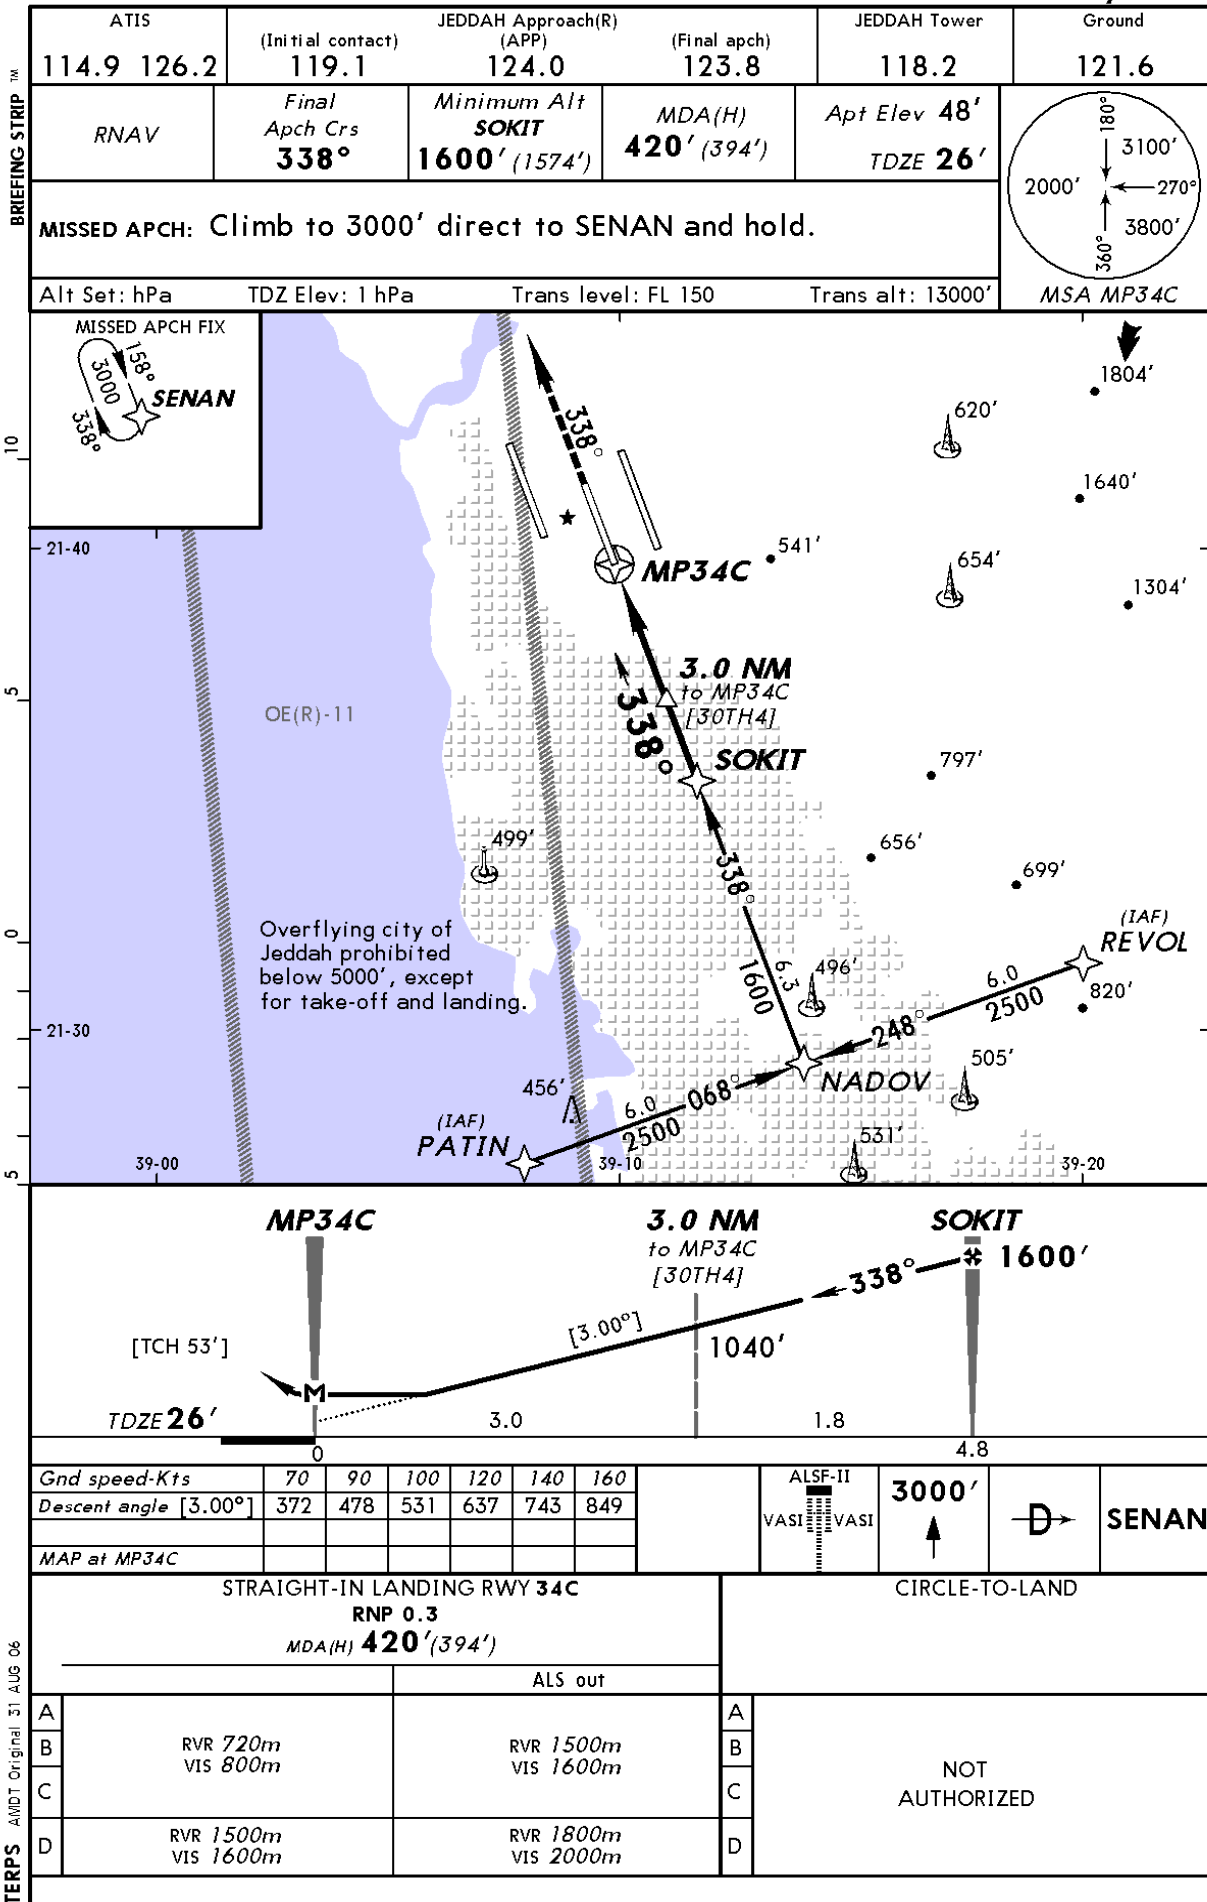 ATIS
114.9 126.2
JEDDAH Approach(R)
(Initial contact) (APP) (Final apch)
119.1 124.0 123.8
JEDDAH Tower
118.2
Ground
121.6
BRIEFING STRIP TM
RNAV
Final
Apch Crs
338°
Minimum Alt
SOKIT
1600' (1574')
MDA(H)
420' (394')
Apt Elev 48'
TDZE 26'
180°
3100'
2000'
270°
3800'
360°
MSA MP34C
MISSED APCH: Climb to 3000' direct to SENAN and hold.
Alt Set: hPa TDZ Elev: 1 hPa Trans level: FL 150 Trans alt: 13000'
MISSED APCH FIX
158°
3000
338°
SENAN
338°
1804'
620'
1640'
10
21-40
541'
MP34C
654'
1304'
3.0 NM
to MP34C
[30TH4]
338°
5
OE(R)-11
SOKIT
797'
499'
656'
699'
338°
(IAF)
REVOL
0
Overflying city of
Jeddah prohibited
below 5000', except
for take-off and landing.
6.3
1600
496'
6.0
2500
820'
248°
21-30
NADOV
505'
456'
068°
6.0
2500
(IAF)
PATIN
531'
5
39-00
39-10
39-20
MP34C
3.0 NM
to MP34C
[30TH4]
SOKIT
1600'
338°
[3.00°]
1040'
[TCH 53']
M
TDZE 26'
3.0
1.8
0
4.8
Gnd speed-Kts 70 90 100 120 140 160
Descent angle [3.00°] 372 478 531 637 743 849
MAP at MP34C
ALSF-II
VASI VASI
3000'
D
SENAN
STRAIGHT-IN LANDING RWY 34C
RNP 0.3
MDA(H) 420'(394')
CIRCLE-TO-LAND
ALS out
A
B
C
D
RVR 720m
VIS 800m
RVR 1500m
VIS 1600m
RVR 1500m
VIS 1600m
RVR 1800m
VIS 2000m
A
B
C
D
NOT
AUTHORIZED
TERPS AMDT Original 31 AUG 06